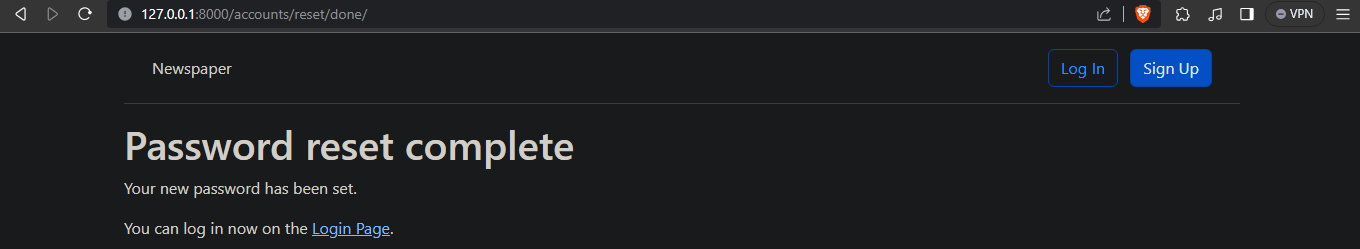 127.0.0.1:8000/accounts/reset/done/
VPN
Newspaper
Log In
Sign Up
Password reset complete
Your new password has been set.
You can log in now on the Login Page.